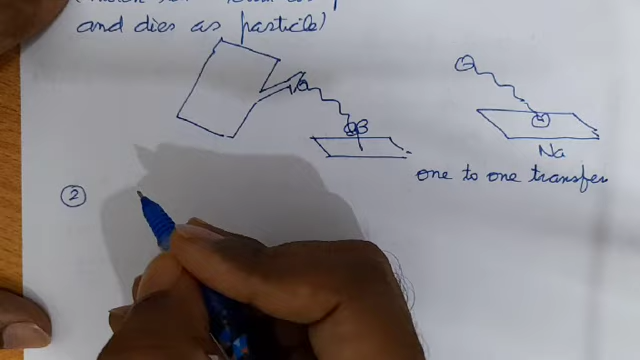 and dies as particle)
B
Na
one to one transfer
2